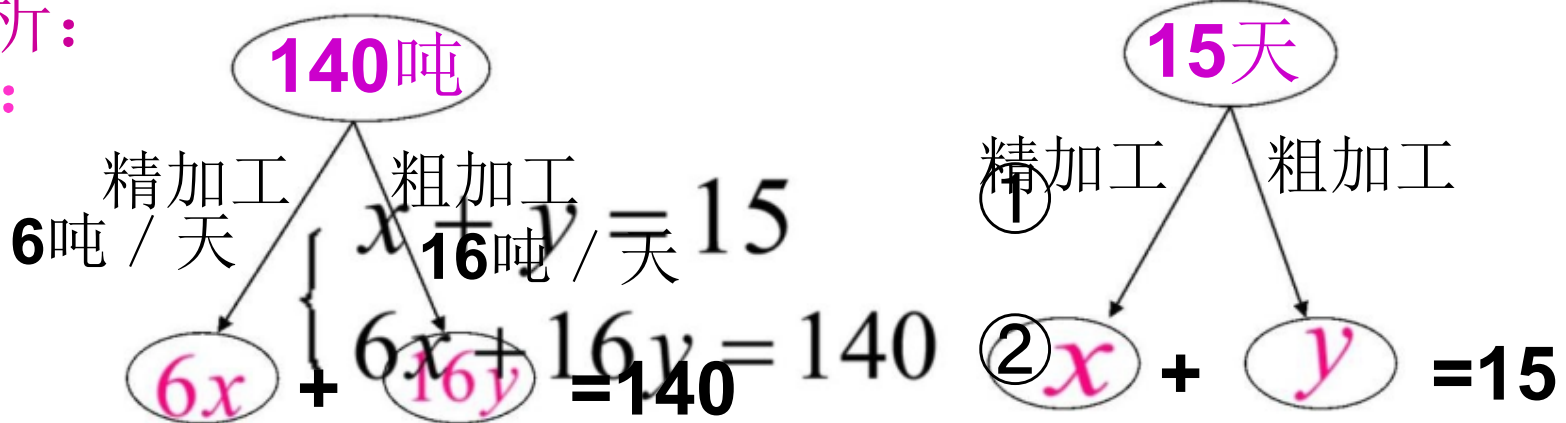 析：
：
140吨
15天
精加工 粗加工
精加工 粗加工
6吨／天 16吨／天
x + y = 15 ①
6x + 16y = 140 ②
6x + 16y =140
x + y =15